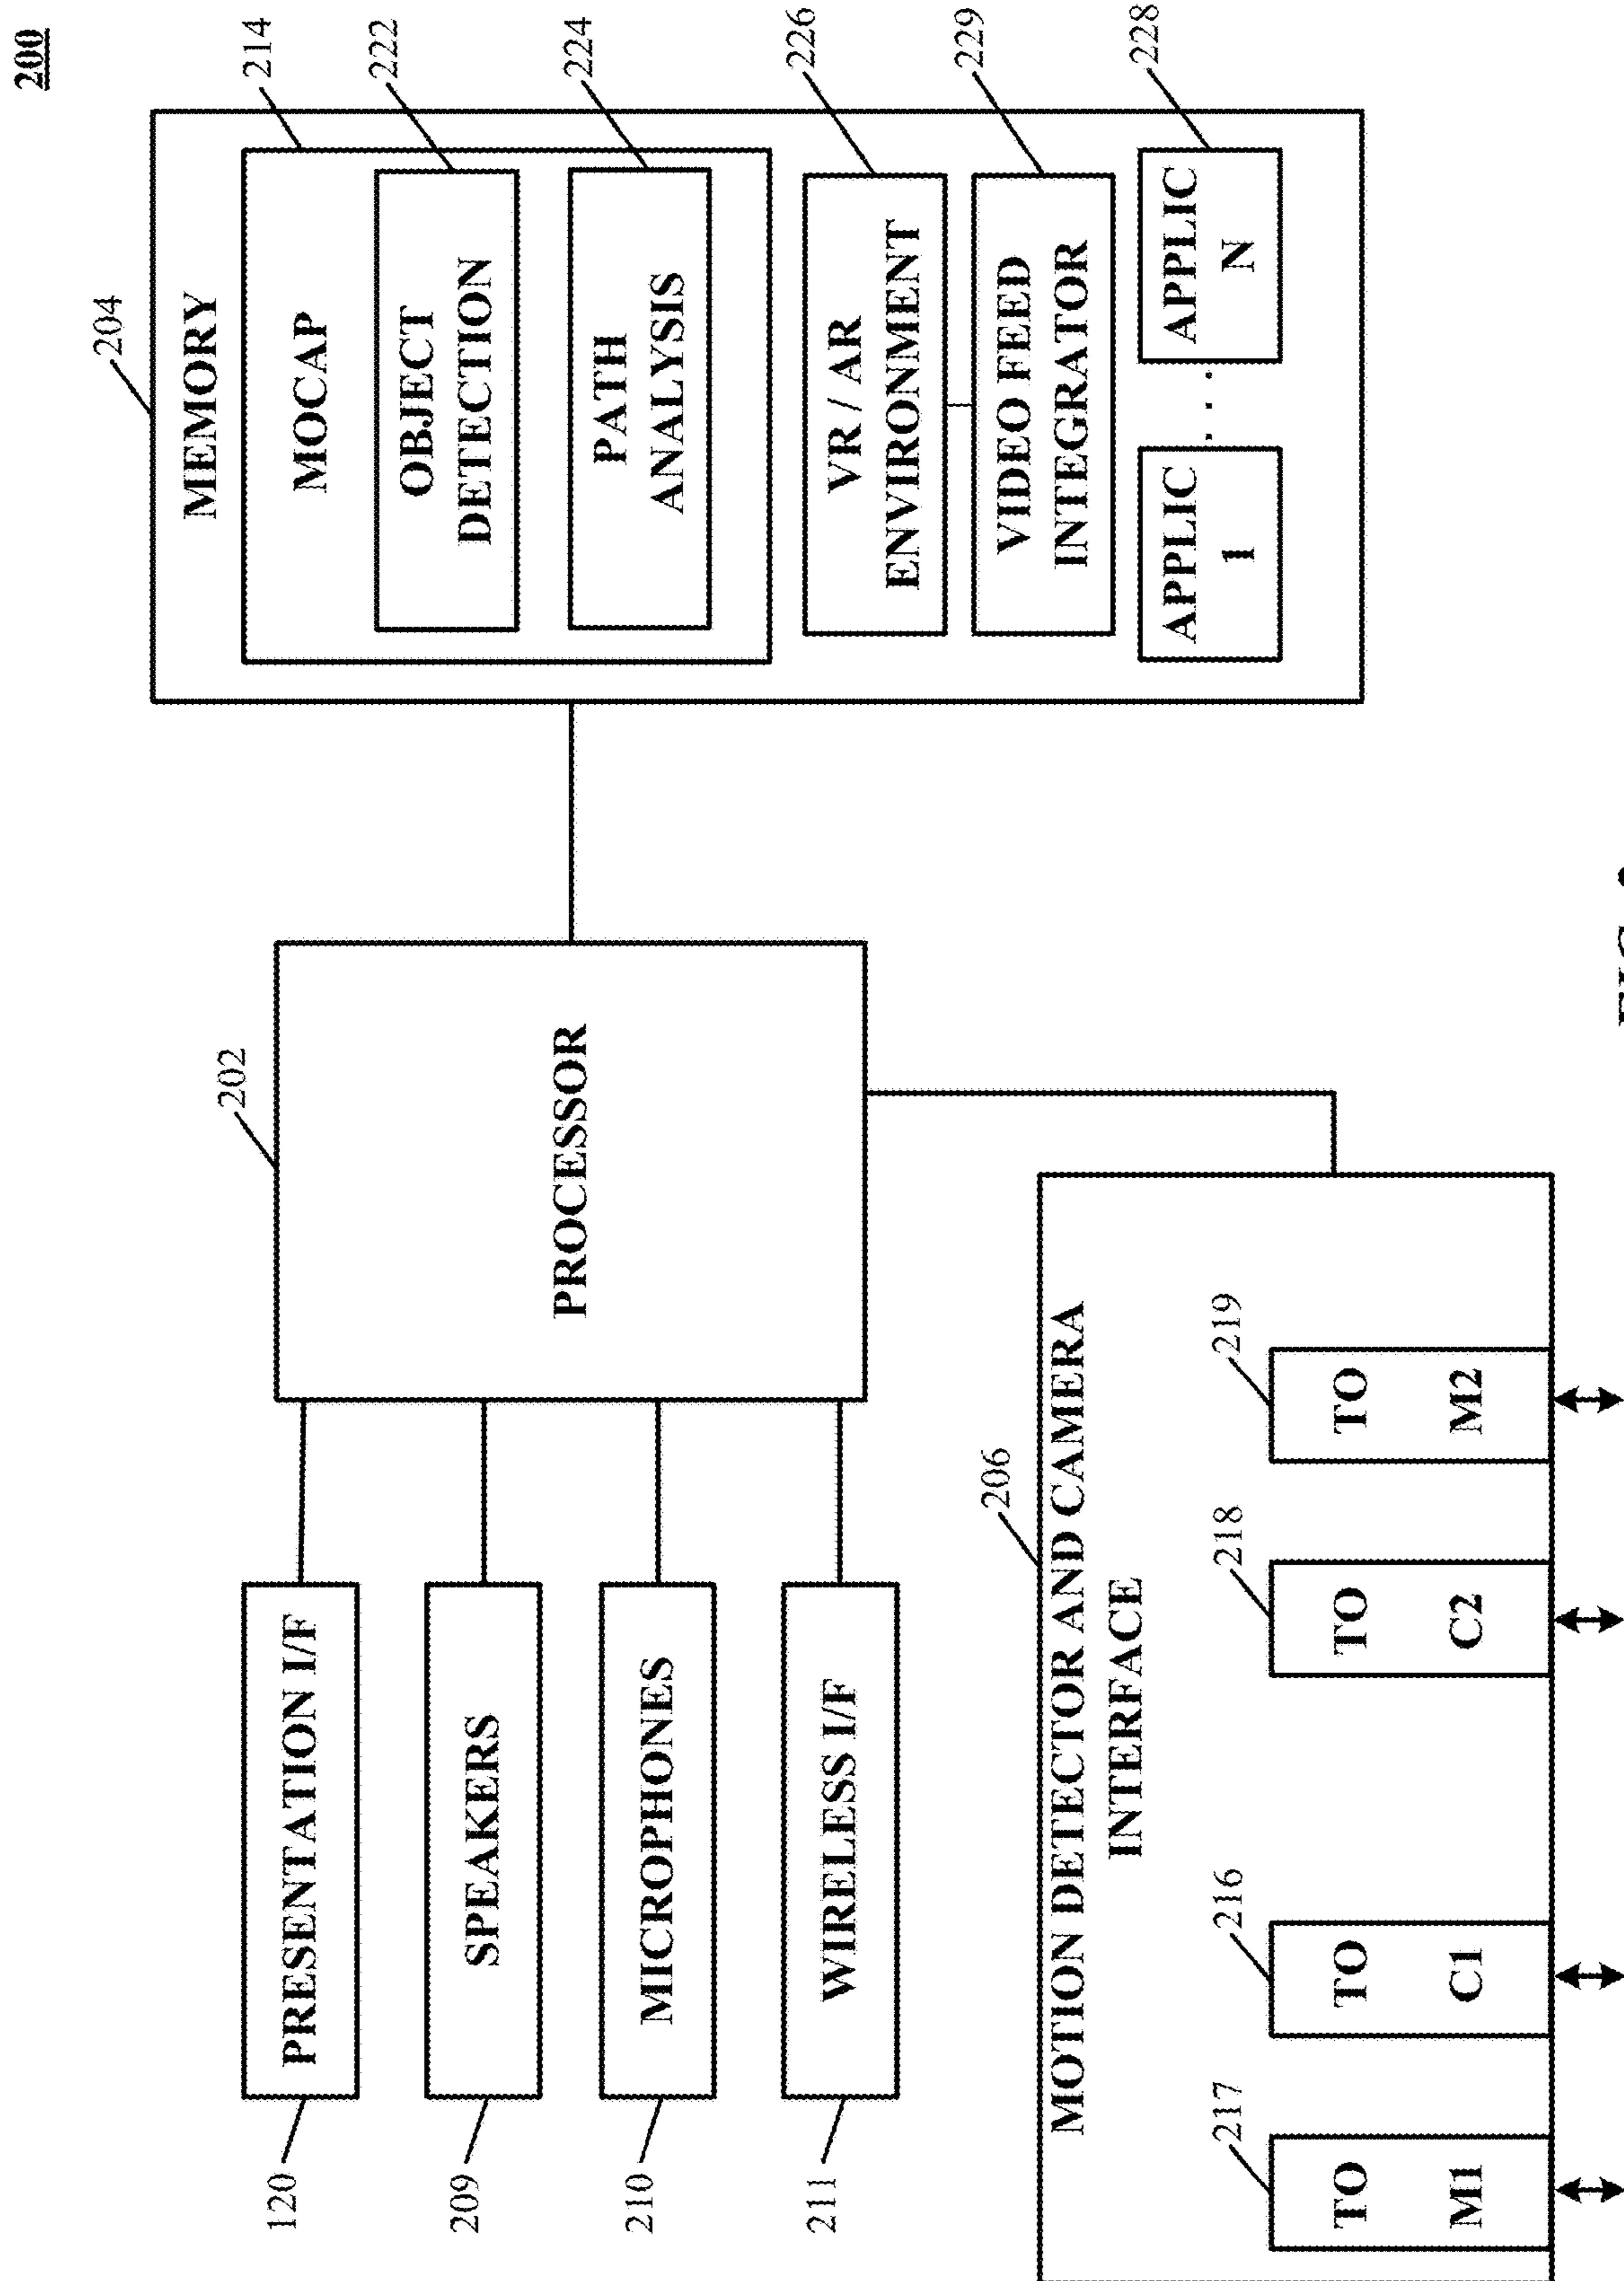 200
120
PRESENTATION I/F
209
SPEAKERS
210
MICROPHONES
211
WIRELESS I/F
202
PROCESSOR
204
MEMORY
214
MOCAP
222
OBJECT
DETECTION
224
PATH
ANALYSIS
226
VR / AR
ENVIRONMENT
229
VIDEO FEED
INTEGRATOR
228
APPLIC
1
. . .
APPLIC
N
206
MOTION DETECTOR AND CAMERA
INTERFACE
217
TO
M1
216
TO
C1
218
TO
C2
219
TO
M2